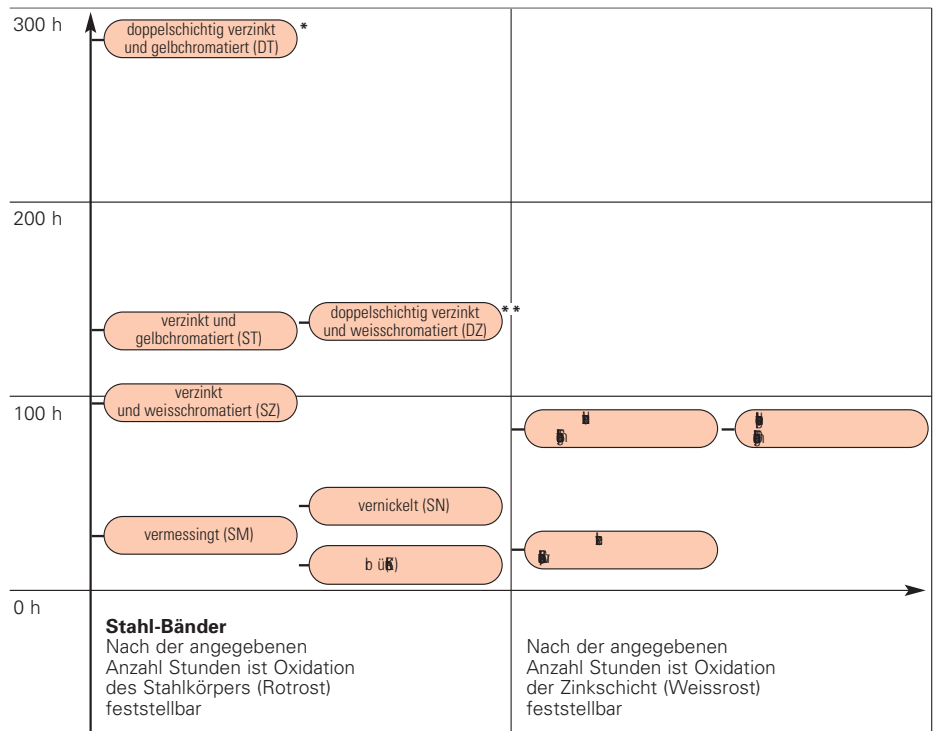 300 h
doppelschichtig verzinkt
und gelbchromatiert (DT)
*
200 h
verzinkt und
gelbchromatiert (ST)
doppelschichtig verzinkt
und weisschromatiert (DZ)
**
verzinkt
und weisschromatiert (SZ)
100 h
vernickelt (SN)
vermessingt (SM)
0 h
Stahl-Bänder
Nach der angegebenen
Anzahl Stunden ist Oxidation
des Stahlkörpers (Rotrost)
feststellbar
Nach der angegebenen
Anzahl Stunden ist Oxidation
der Zinkschicht (Weissrost)
feststellbar